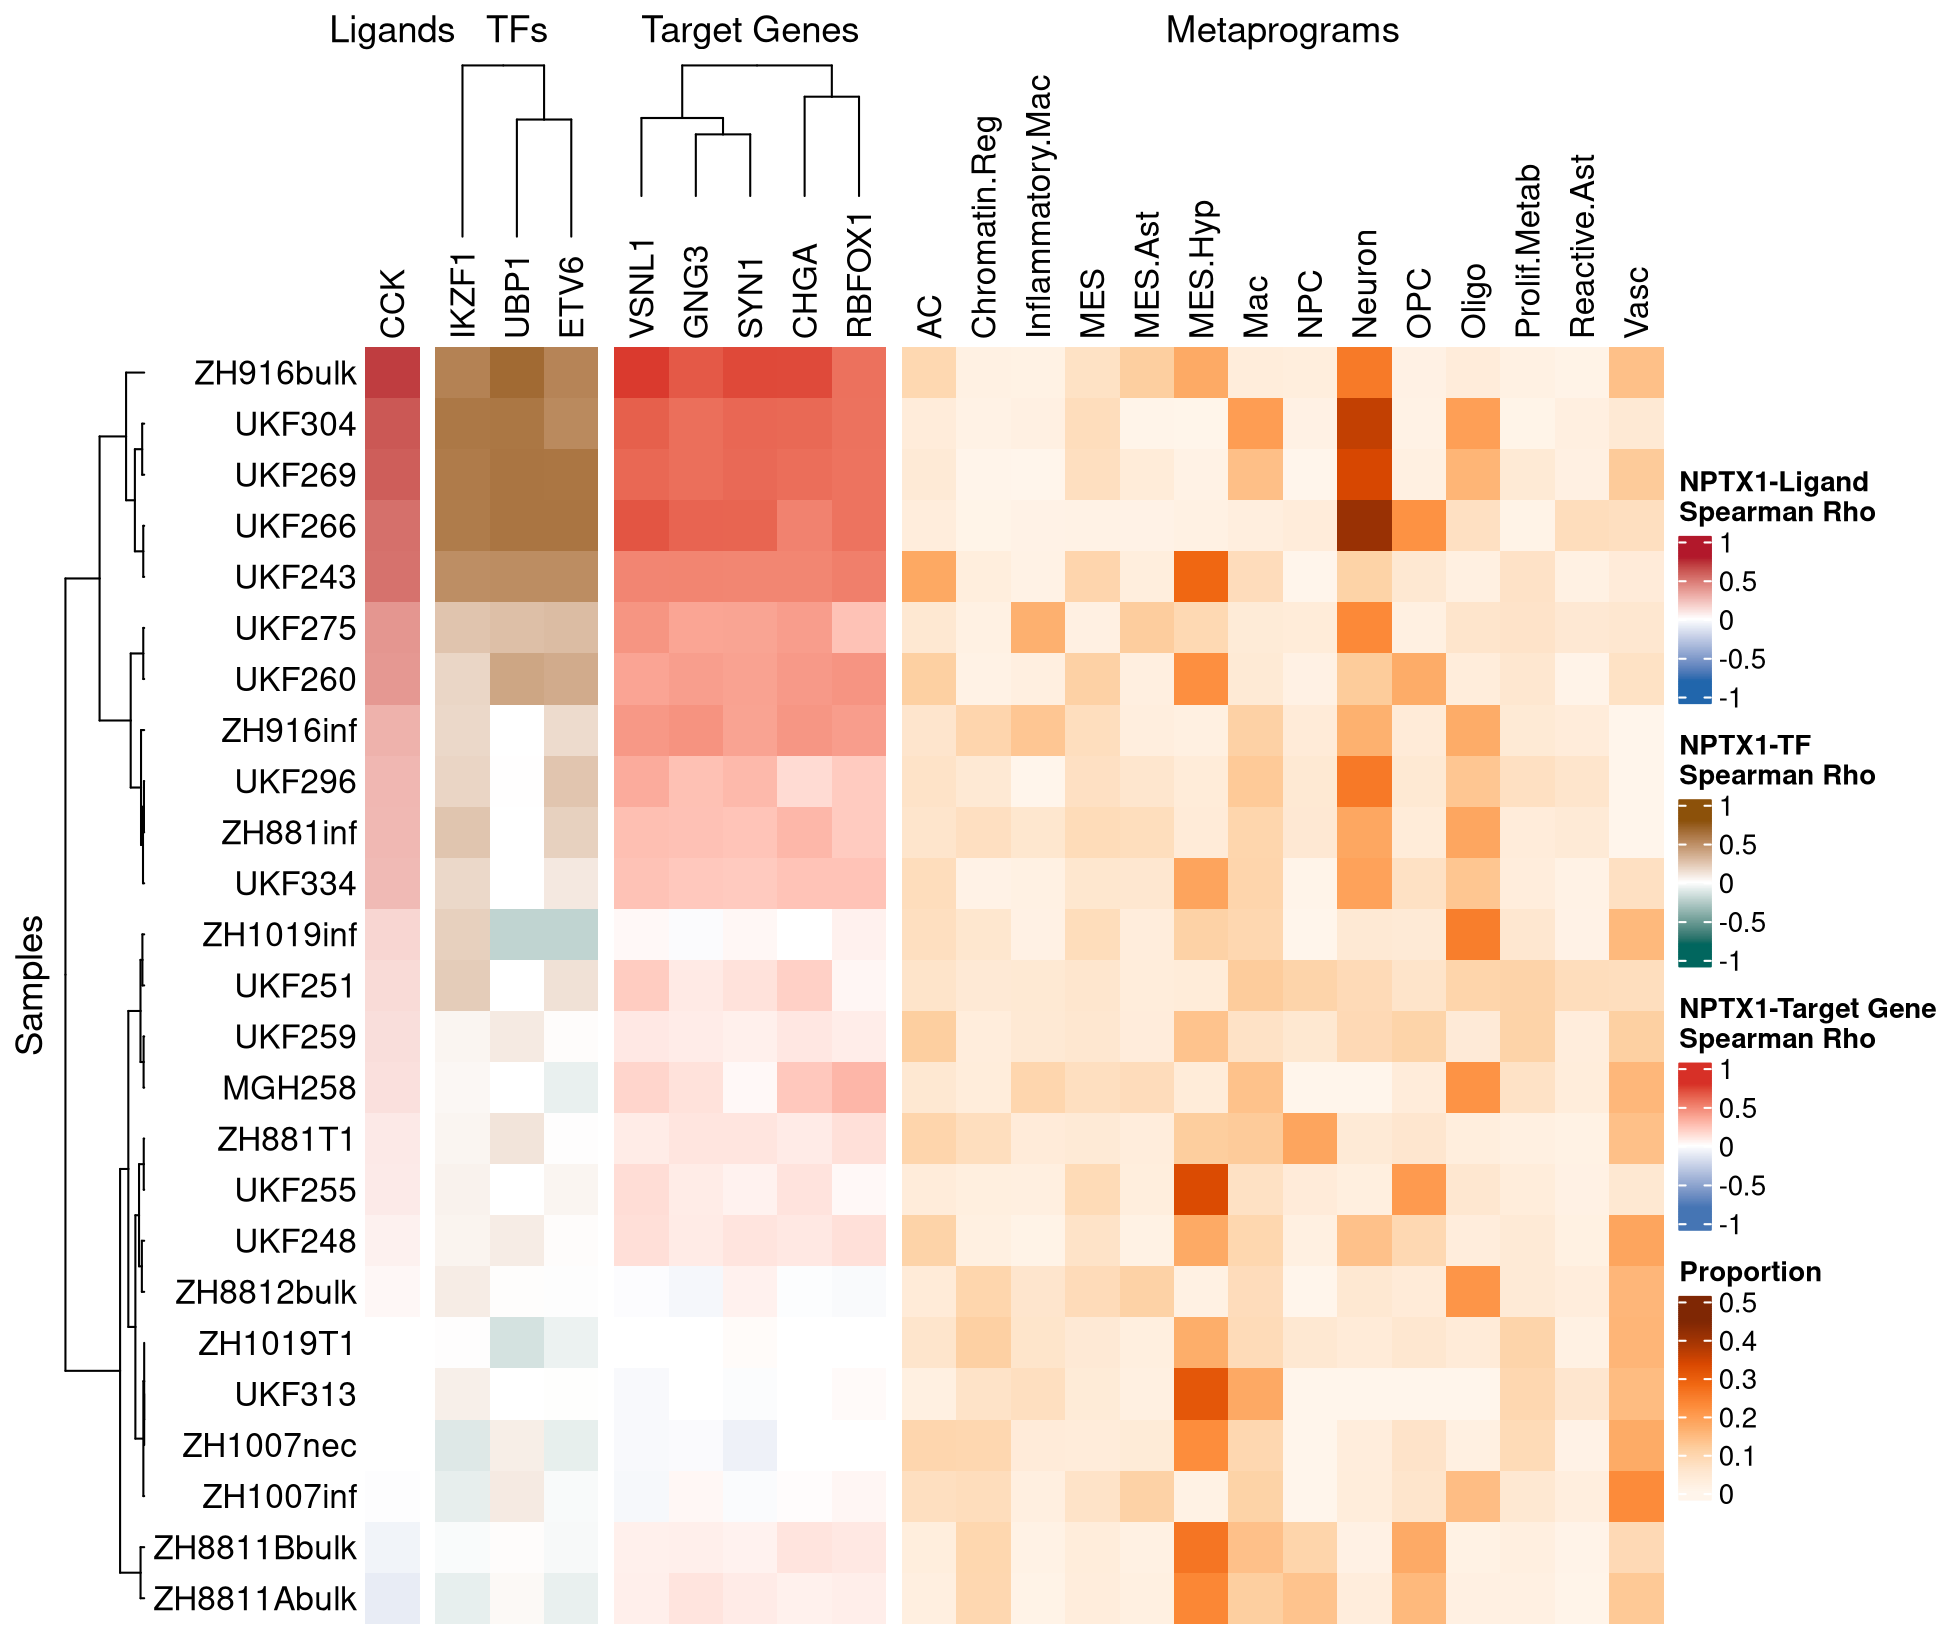 Ligands TFs Target Genes Metaprograms
CCK IKZF1 UBP1 ETV6 VSNL1 GNG3 SYN1 CHGA RBFOX1 AC Chromatin.Reg Inflammatory.Mac MES MES.Ast MES.Hyp Mac NPC Neuron OPC Oligo Prolif.Metab Reactive.Ast Vasc
Samples
ZH916bulk
UKF304
UKF269
UKF266
UKF243
UKF275
UKF260
ZH916inf
UKF296
ZH881inf
UKF334
ZH1019inf
UKF251
UKF259
MGH258
ZH881T1
UKF255
UKF248
ZH8812bulk
ZH1019T1
UKF313
ZH1007nec
ZH1007inf
ZH8811Bbulk
ZH8811Abulk
NPTX1-Ligand
Spearman Rho
1
0.5
0
-0.5
-1
NPTX1-TF
Spearman Rho
1
0.5
0
-0.5
-1
NPTX1-Target Gene
Spearman Rho
1
0.5
0
-0.5
-1
Proportion
0.5
0.4
0.3
0.2
0.1
0